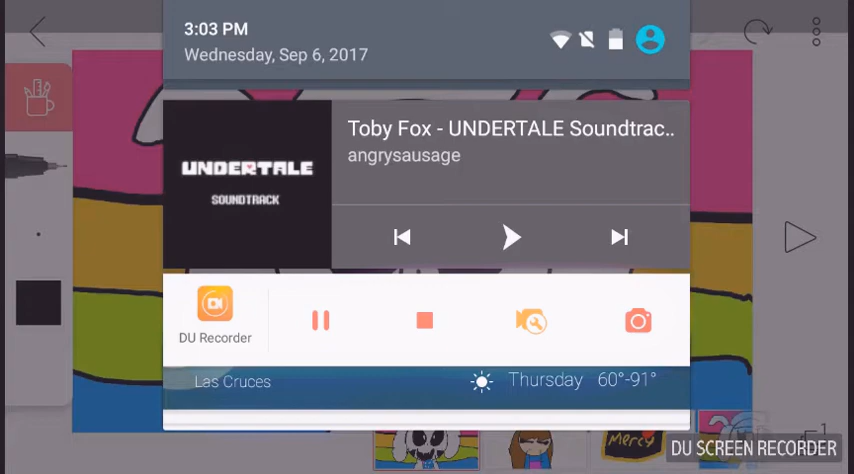 3:03 PM
Wednesday, Sep 6, 2017
UNDERTALE
SOUNDTRACK
Toby Fox - UNDERTALE Soundtrac..
angrysausage
DU Recorder
Las Cruces
Thursday 60°-91°
Mercy
DU SCREEN RECORDER